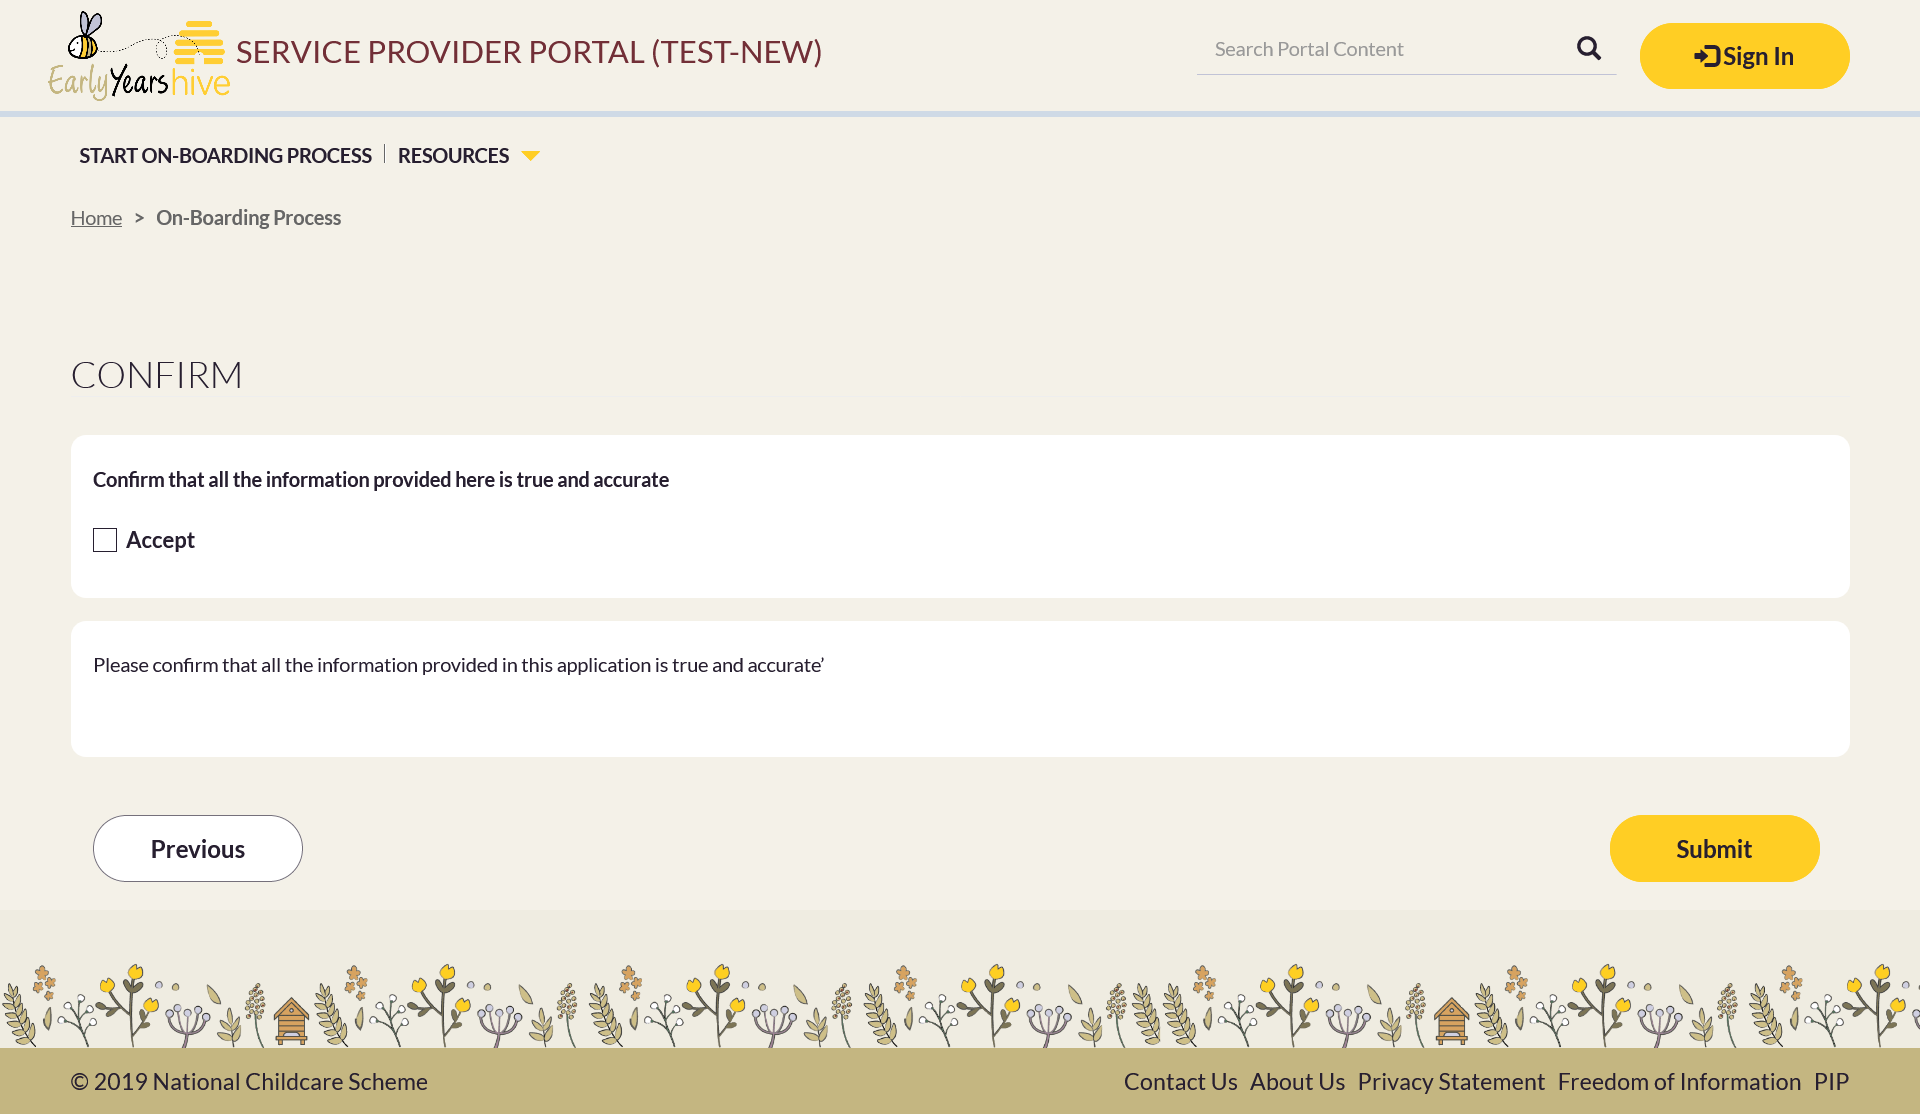 Early Years hive
SERVICE PROVIDER PORTAL (TEST-NEW)
Search Portal Content
Sign In
START ON-BOARDING PROCESS
RESOURCES
Home > On-Boarding Process
CONFIRM
Confirm that all the information provided here is true and accurate
Accept
Please confirm that all the information provided in this application is true and accurate’
Previous
Submit
© 2019 National Childcare Scheme
Contact Us About Us Privacy Statement Freedom of Information PIP